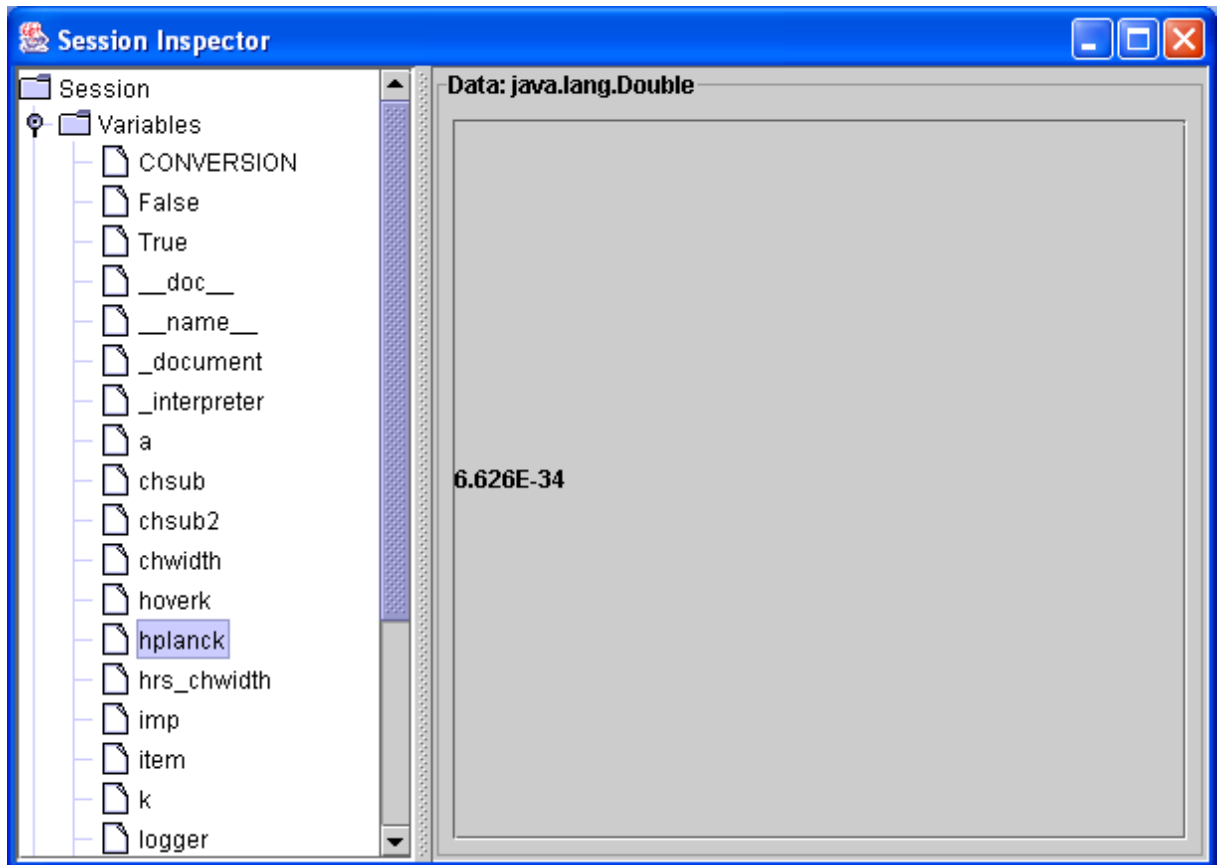 Session Inspector
Session
Variables
CONVERSION
False
True
__doc__
__name__
_document
_interpreter
a
chsub
chsub2
chwidth
hoverk
hplanck
hrs_chwidth
imp
item
k
logger
Data: java.lang.Double
6.626E-34